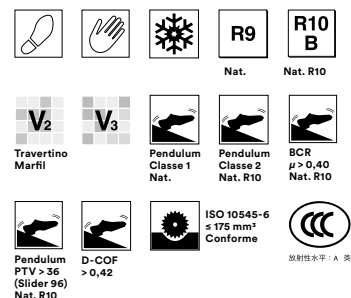 R9
R10
B
Nat.
Nat. R10
V2
V3
Travertino
Marfil
Pendulum
Classe 1
Nat.
Pendulum
Classe 2
Nat. R10
BCR
μ > 0,40
Nat. R10
Pendulum
PTV > 36
(Slider 96)
Nat. R10
D-COF
> 0,42
ISO 10545-6
≤ 175 mm³
Conforme
CCC
放射性水平：A 类